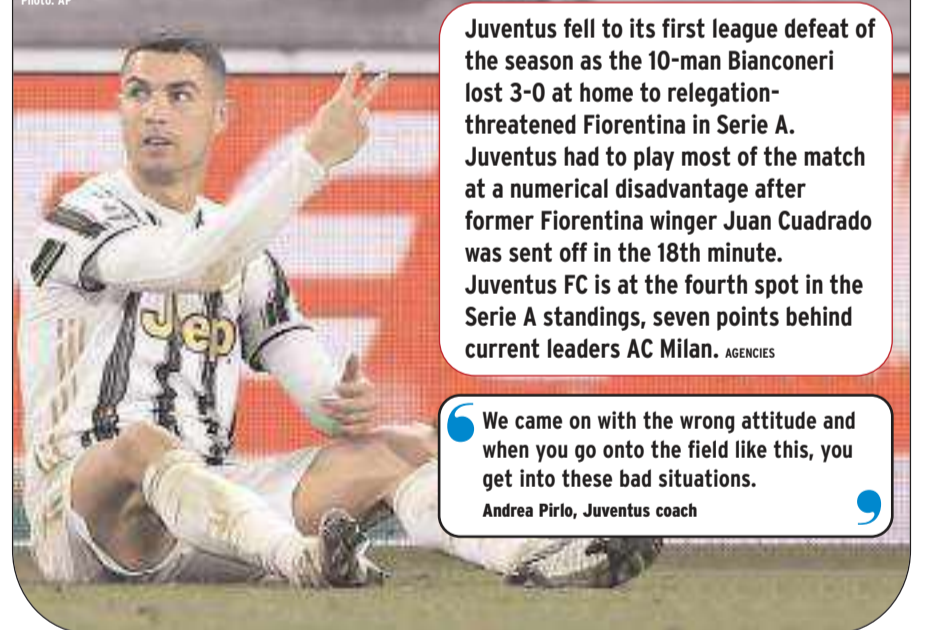 Photo: AP
Juventus fell to its first league defeat of
the season as the 10-man Bianconeri
lost 3-0 at home to relegation-
threatened Fiorentina in Serie A.
Juventus had to play most of the match
at a numerical disadvantage after
former Fiorentina winger Juan Cuadrado
was sent off in the 18th minute.
Juventus FC is at the fourth spot in the
Serie A standings, seven points behind
current leaders AC Milan. AGENCIES
Jeep
We came on with the wrong attitude and
when you go onto the field like this, you
get into these bad situations.
Andrea Pirlo, Juventus coach